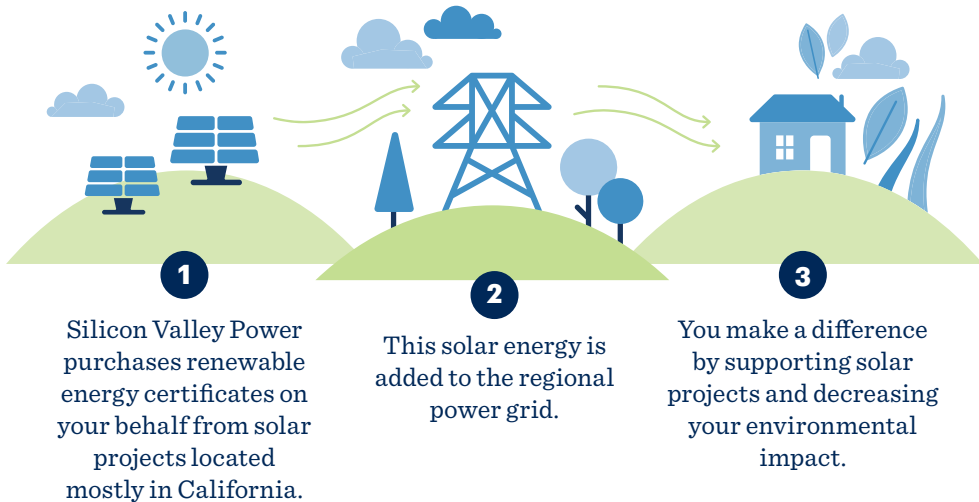 1
Silicon Valley Power
purchases renewable
energy certificates on
your behalf from solar
projects located
mostly in California.
2
This solar energy is
added to the regional
power grid.
3
You make a difference
by supporting solar
projects and decreasing
your environmental
impact.